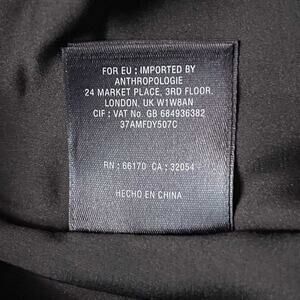 FOR EU : IMPORTED BY
ANTHROPOLOGIE
24 MARKET PLACE, 3RD FLOOR.
LONDON, UK W1W8AN
CIF : VAT No. GB 684936382
37AMFDY507C
RN : 66170 CA : 32054
HECHO EN CHINA